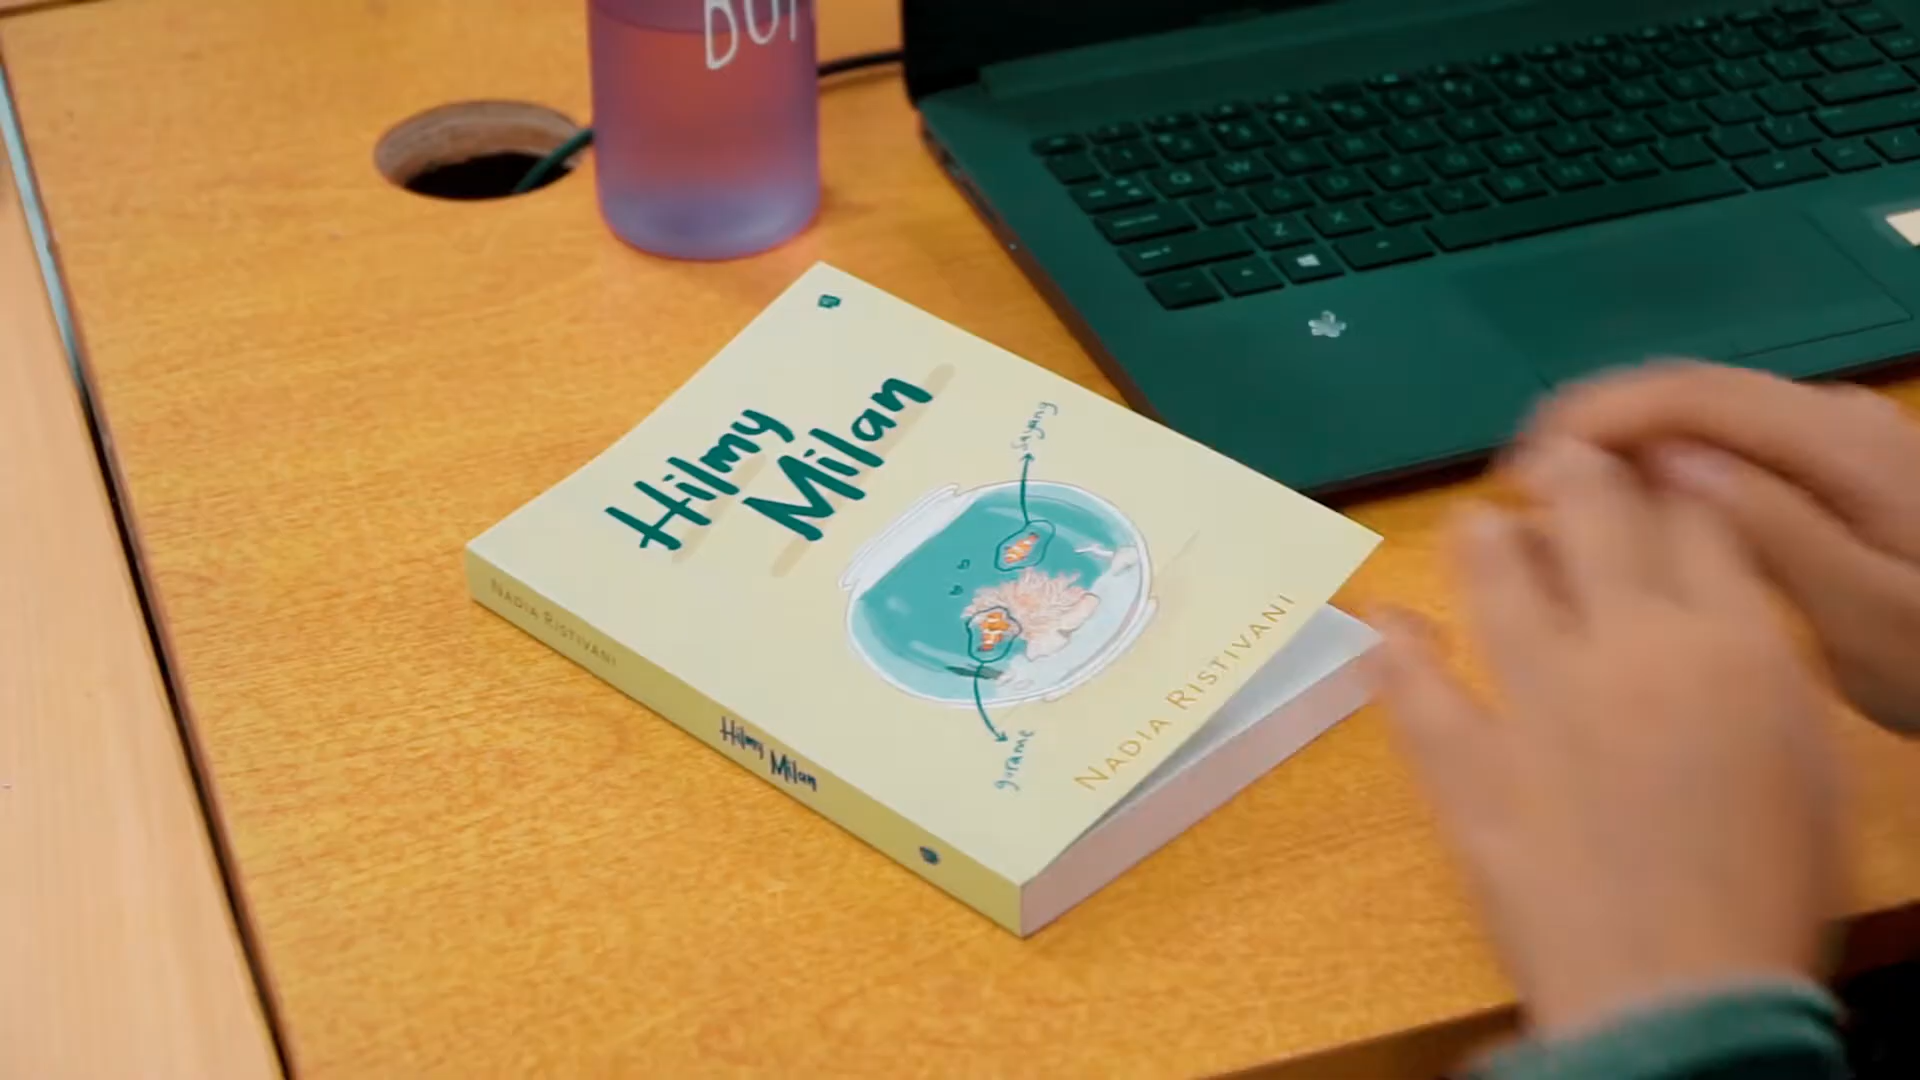 Hilmy
Milan
sayang
gurame
NADIA RISTIVANI
NADIA RISTIVANI
Hilmy Milan